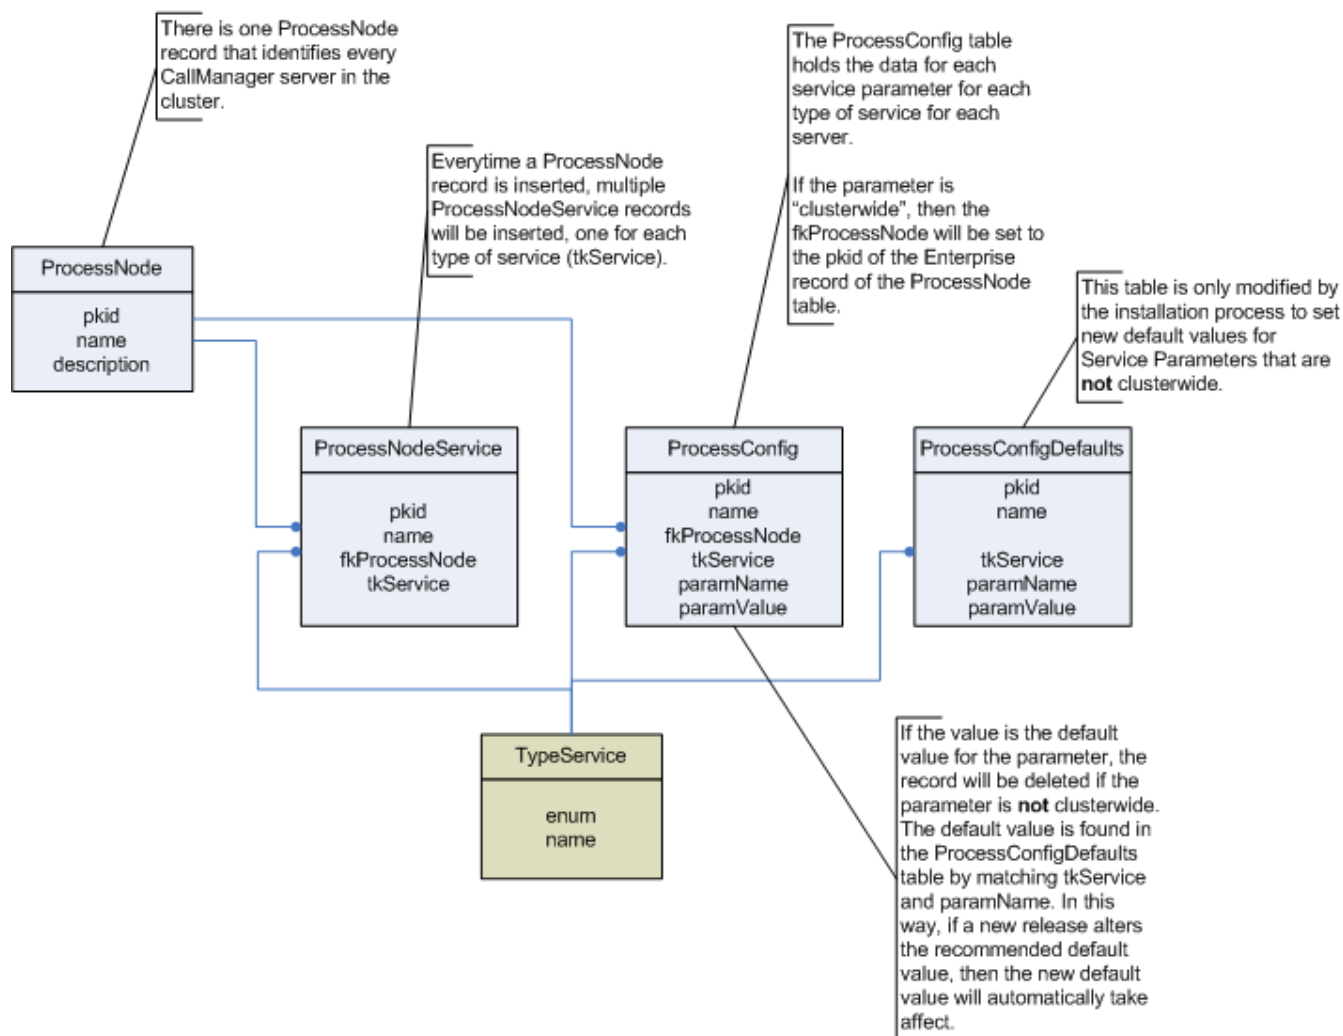 There is one ProcessNode
record that identifies every
CallManager server in the
cluster.
The ProcessConfig table
holds the data for each
service parameter for each
type of service for each
server.
If the parameter is
“clusterwide”, then the
fkProcessNode will be set to
the pkid of the Enterprise
record of the ProcessNode
table.
Everytime a ProcessNode
record is inserted, multiple
ProcessNodeService records
will be inserted, one for each
type of service (tkService).
This table is only modified by
the installation process to set
new default values for
Service Parameters that are
not clusterwide.
ProcessNode
pkid
name
description
ProcessNodeService
pkid
name
fkProcessNode
tkService
ProcessConfig
pkid
name
fkProcessNode
tkService
paramName
paramValue
ProcessConfigDefaults
pkid
name
tkService
paramName
paramValue
TypeService
enum
name
If the value is the default
value for the parameter, the
record will be deleted if the
parameter is not clusterwide.
The default value is found in
the ProcessConfigDefaults
table by matching tkService
and paramName. In this
way, if a new release alters
the recommended default
value, then the new default
value will automatically take
affect.